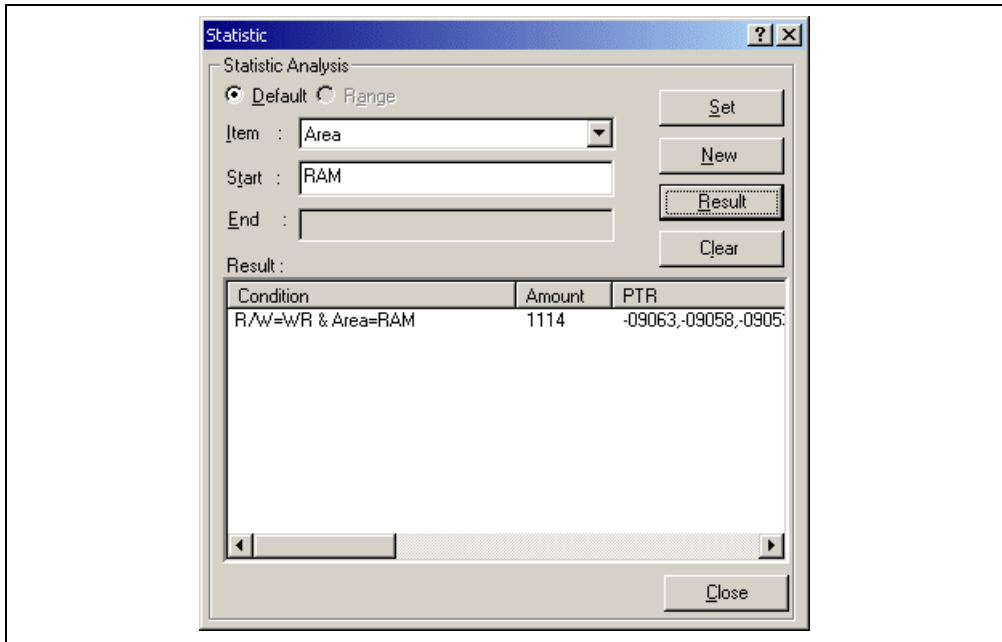 Statistic
Statistic Analysis
Default Range
Set
Item : Area
New
Start : RAM
Result
End :
Clear
Result :
Condition Amount PTR
R/W=WR & Area=RAM 1114 -09063,-09058,-0905
Close